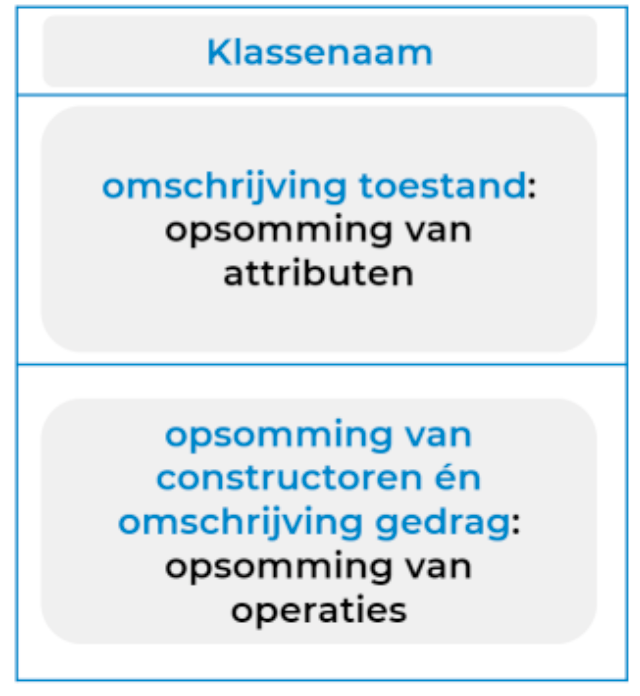 Klassenaam
omschrijving toestand:
opsomming van
attributen
opsomming van
constructoren én
omschrijving gedrag:
opsomming van
operaties